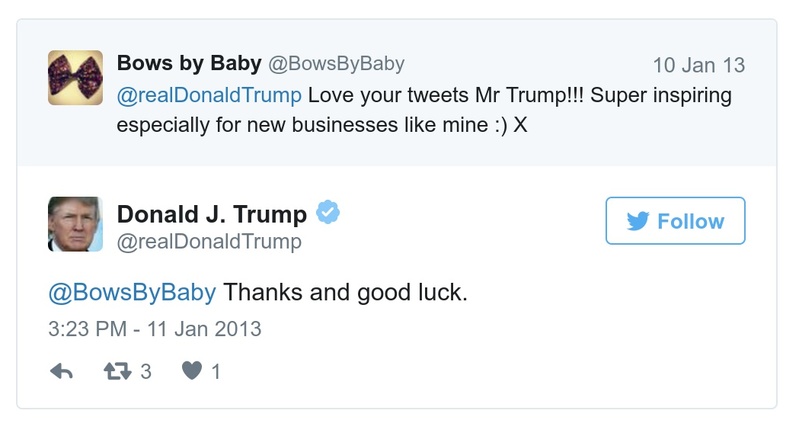 Bows by Baby @BowsByBaby 10 Jan 13
@realDonaldTrump Love your tweets Mr Trump!!! Super inspiring
especially for new businesses like mine :) X
Donald J. Trump
@realDonaldTrump
Follow
@BowsByBaby Thanks and good luck.
3:23 PM - 11 Jan 2013
3 1